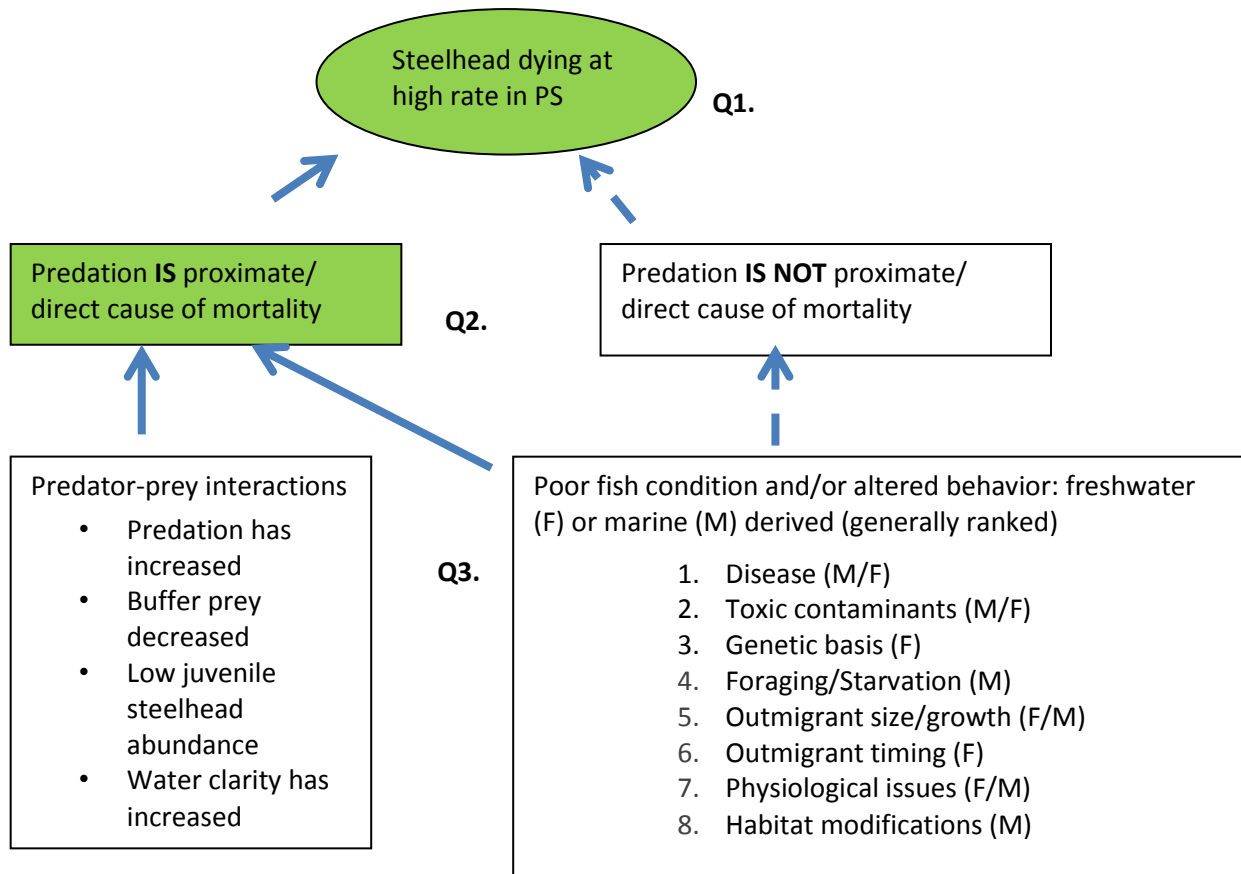 Steelhead dying at
high rate in PS
Q1.
Predation IS proximate/
direct cause of mortality
Q2.
Predation IS NOT proximate/
direct cause of mortality
Predator-prey interactions
• Predation has
increased
• Buffer prey
decreased
• Low juvenile
steelhead
abundance
• Water clarity has
increased
Q3.
Poor fish condition and/or altered behavior: freshwater
(F) or marine (M) derived (generally ranked)
1. Disease (M/F)
2. Toxic contaminants (M/F)
3. Genetic basis (F)
4. Foraging/Starvation (M)
5. Outmigrant size/growth (F/M)
6. Outmigrant timing (F)
7. Physiological issues (F/M)
8. Habitat modifications (M)